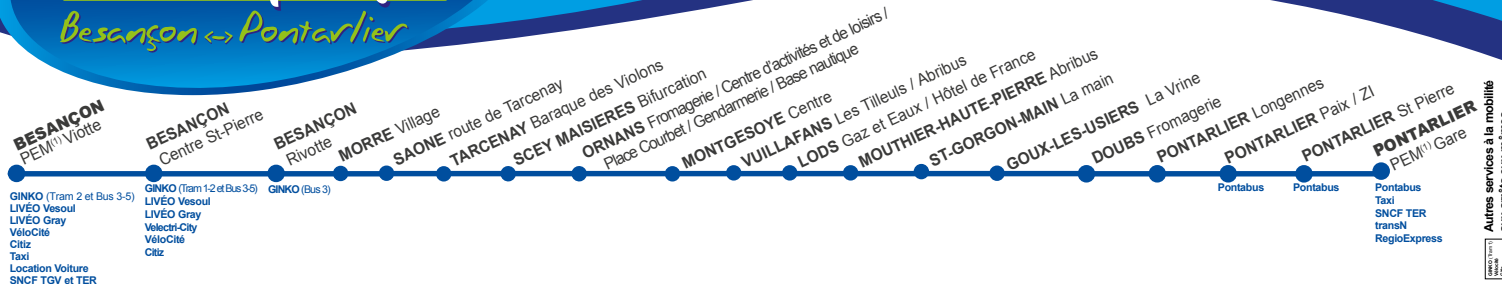 Besançon <-> Pontarlier
BESANÇON
PEM(1) Viotte
BESANÇON
Centre St-Pierre
BESANÇON
Rivotte
MORRE Village
SAONE route de Tarcenay
TARCENAY Baraque des Violons
SCEY MAISIERES Bifurcation
ORNANS Fromagerie / Centre d'activités et de loisirs /
Place Courbet / Gendarmerie / Base nautique
MONTGESOYE Centre
VUILLAFANS Les Tilleuls / Abribus
LODS Gaz et Eaux / Hôtel de France
MOUTHIER-HAUTE-PIERRE Abribus
ST-GORGON-MAIN La main
GOUX-LES-USIERS La Vrine
DOUBS Fromagerie
PONTARLIER Longennes
PONTARLIER Paix / ZI
PONTARLIER St Pierre
PONTARLIER
PEM(1) Gare
GINKO (Tram 2 et Bus 3-5)
LIVÉO Vesoul
LIVÉO Gray
VéloCité
Citiz
Taxi
Location Voiture
SNCF TGV et TER
GINKO (Tram 1-2 et Bus 3-5)
LIVÉO Vesoul
LIVÉO Gray
Velectri-City
VéloCité
Citiz
GINKO (Bus 3)
Pontabus
Pontabus
Pontabus
Taxi
SNCF TER
transN
RegioExpress
Autres services à la mobilité
GINKO (Tram 1)
Vélocité